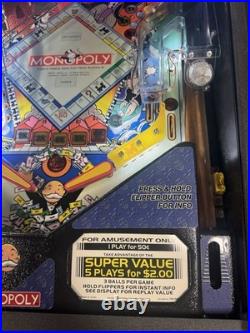 MONOPOLY
PRESS & HOLD
FLIPPER BUTTON
FOR INFO
FOR AMUSEMENT ONLY
1 PLAY for 50¢
TAKE ADVANTAGE OF THE
SUPER VALUE
5 PLAYS for $2.00
3 BALLS PER GAME
HOLD FLIPPERS FOR INSTANT INFO
SEE DISPLAY FOR REPLAY VALUE
OPOLY